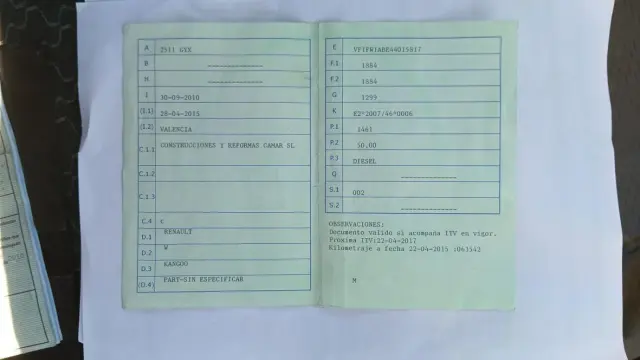 A 2511 GXX
B --------------
H --------------
I 30-09-2010
(I.1) 28-04-2015
(I.2) VALENCIA
C.1.1 CONSTRUCCIONES Y REFORMAS CAMAR SL
C.1.2
C.1.3
C.4 c
D.1 RENAULT
D.2 W
D.3 KANGOO
(D.4) PART-SIN ESPECIFICAR
E
F.1 1884
F.2 1884
G 1299
K E2*2007/46*0006
P.1 1461
P.2 50,00
P.3 DIESEL
Q --------------
S.1 002
S.2 --------------
OBSERVACIONES:
Documento valido si acompaña ITV en vigor.
Próxima ITV:22-04-2017
Kilometraje a fecha 22-04-2015 :063542
M